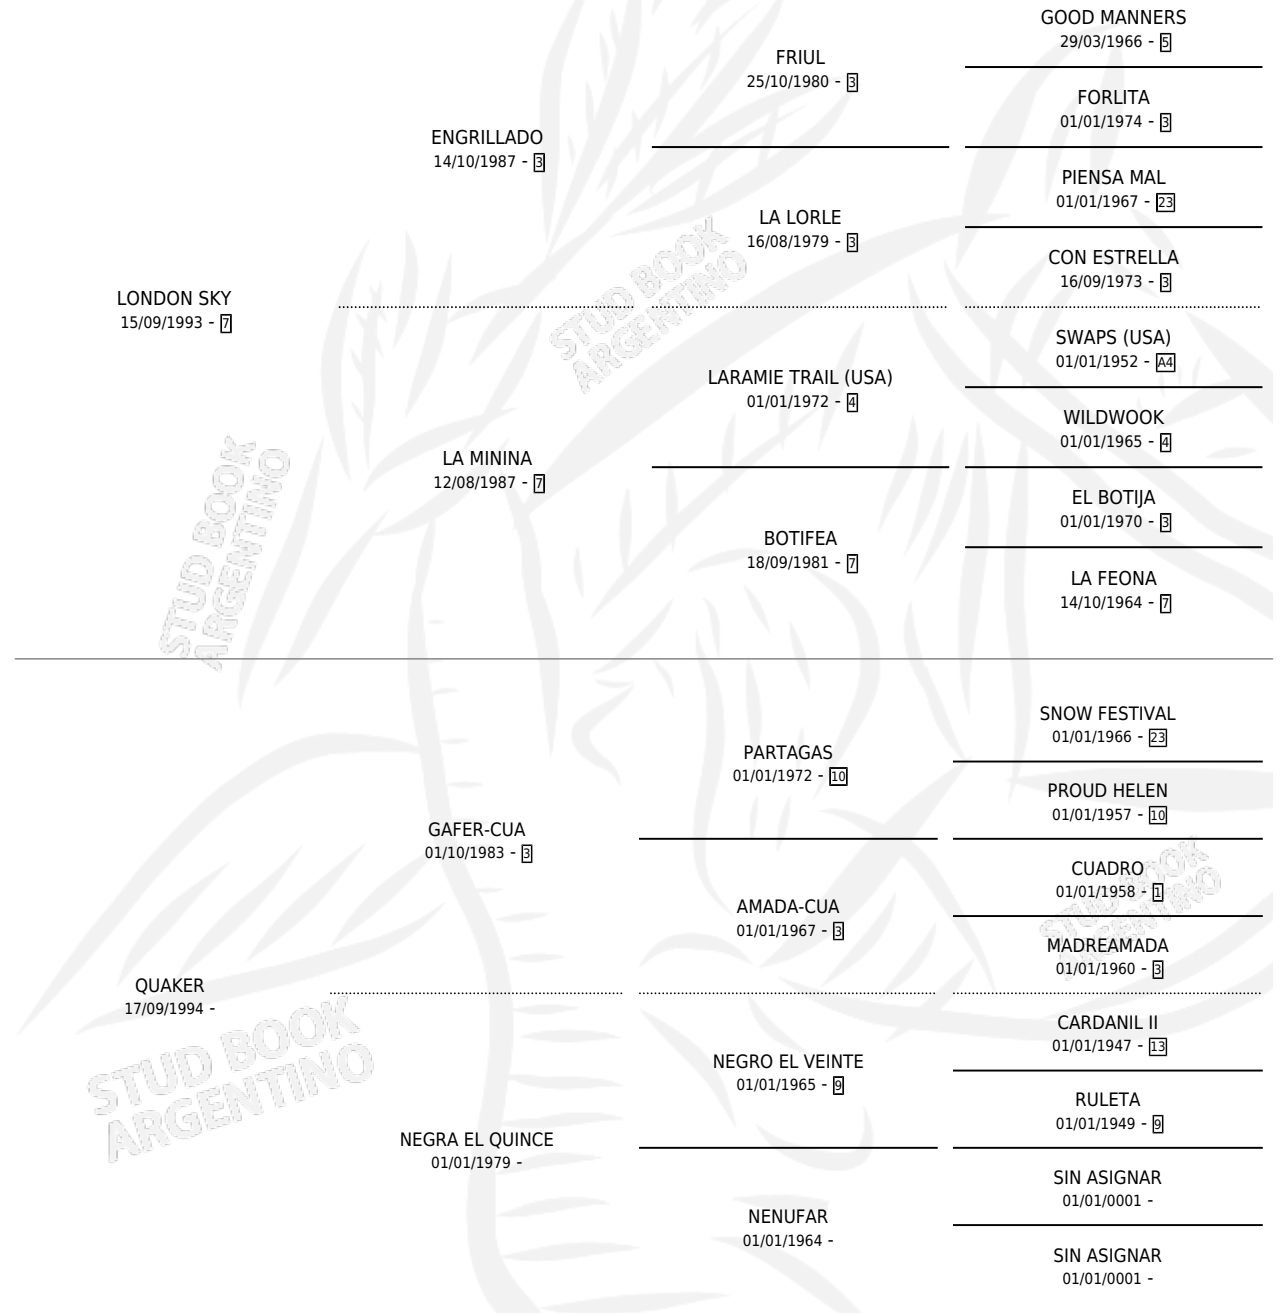 GOOD MANNERS
29/03/1966 - 5
FRIUL
25/10/1980 - 3
FORLITA
01/01/1974 - 3
ENGRILLADO
14/10/1987 - 3
PIENSA MAL
01/01/1967 - 23
LA LORLE
16/08/1979 - 3
CON ESTRELLA
16/09/1973 - 3
LONDON SKY
15/09/1993 - 7
SWAPS (USA)
01/01/1952 - A4
LARAMIE TRAIL (USA)
01/01/1972 - 4
WILDWOOK
01/01/1965 - 4
LA MININA
12/08/1987 - 7
EL BOTIJA
01/01/1970 - 3
BOTIFEA
18/09/1981 - 7
LA FEONA
14/10/1964 - 7
STUD BOOK
ARGENTINO
STUD BOOK
ARGENTINO
SNOW FESTIVAL
01/01/1966 - 23
PARTAGAS
01/01/1972 - 10
PROUD HELEN
01/01/1957 - 10
GAFER-CUA
01/10/1983 - 3
CUADRO
01/01/1958 - 1
AMADA-CUA
01/01/1967 - 3
MADREAMADA
01/01/1960 - 3
QUAKER
17/09/1994 -
CARDANIL II
01/01/1947 - 13
NEGRO EL VEINTE
01/01/1965 - 9
RULETA
01/01/1949 - 9
NEGRA EL QUINCE
01/01/1979 -
SIN ASIGNAR
01/01/0001 -
NENUFAR
01/01/1964 -
SIN ASIGNAR
01/01/0001 -
STUD BOOK
ARGENTINO
STUD BOOK
ARGENTINO